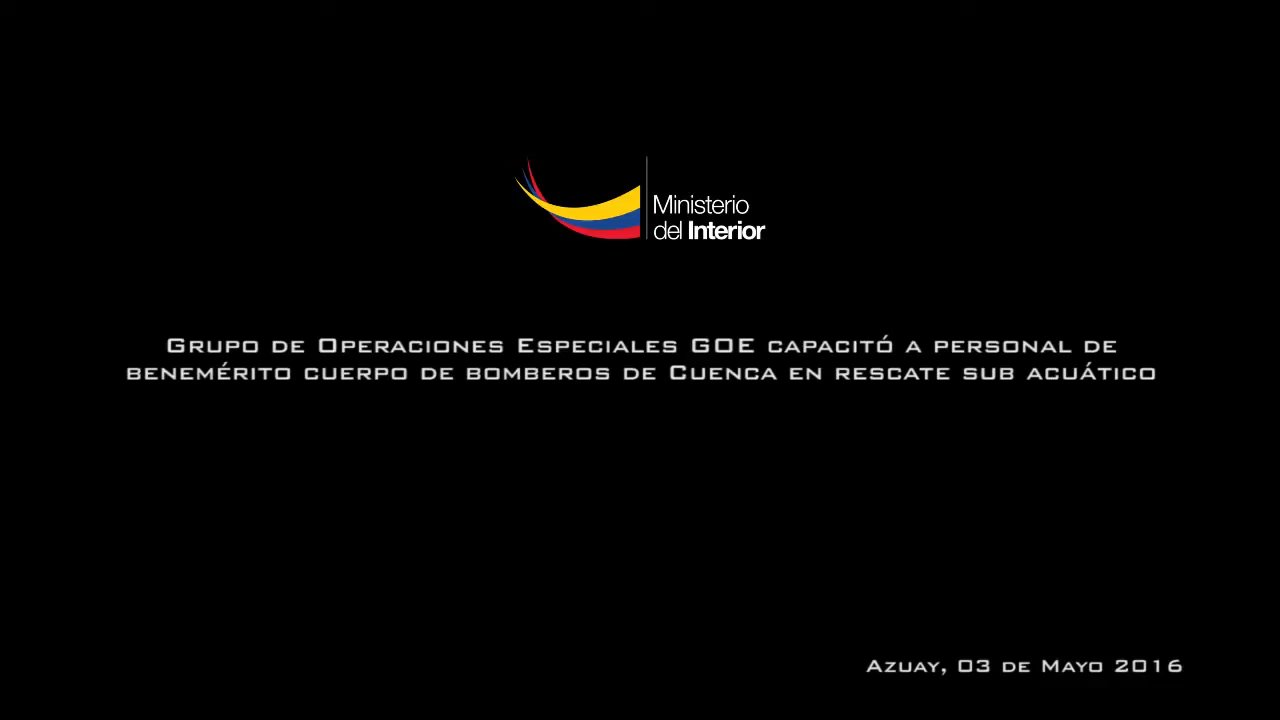 Ministerio
del Interior
Grupo de Operaciones Especiales GOE capacitó a personal de
benemérito cuerpo de bomberos de Cuenca en rescate sub acuático
Azuay, 03 de Mayo 2016